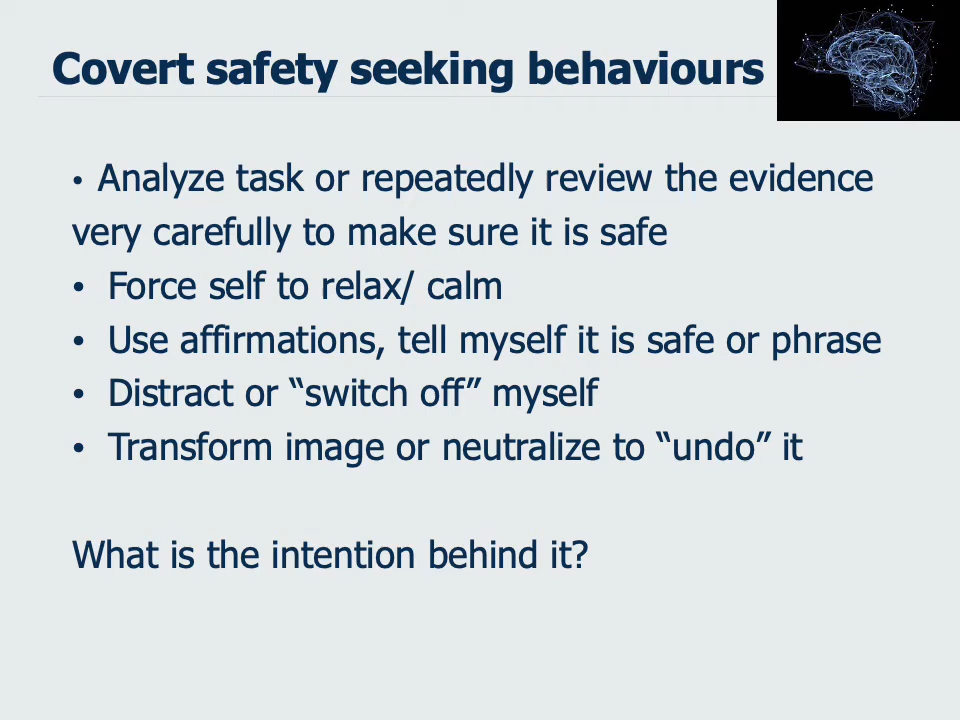 Covert safety seeking behaviours
• Analyze task or repeatedly review the evidence
very carefully to make sure it is safe
• Force self to relax/ calm
• Use affirmations, tell myself it is safe or phrase
• Distract or “switch off” myself
• Transform image or neutralize to “undo” it
What is the intention behind it?